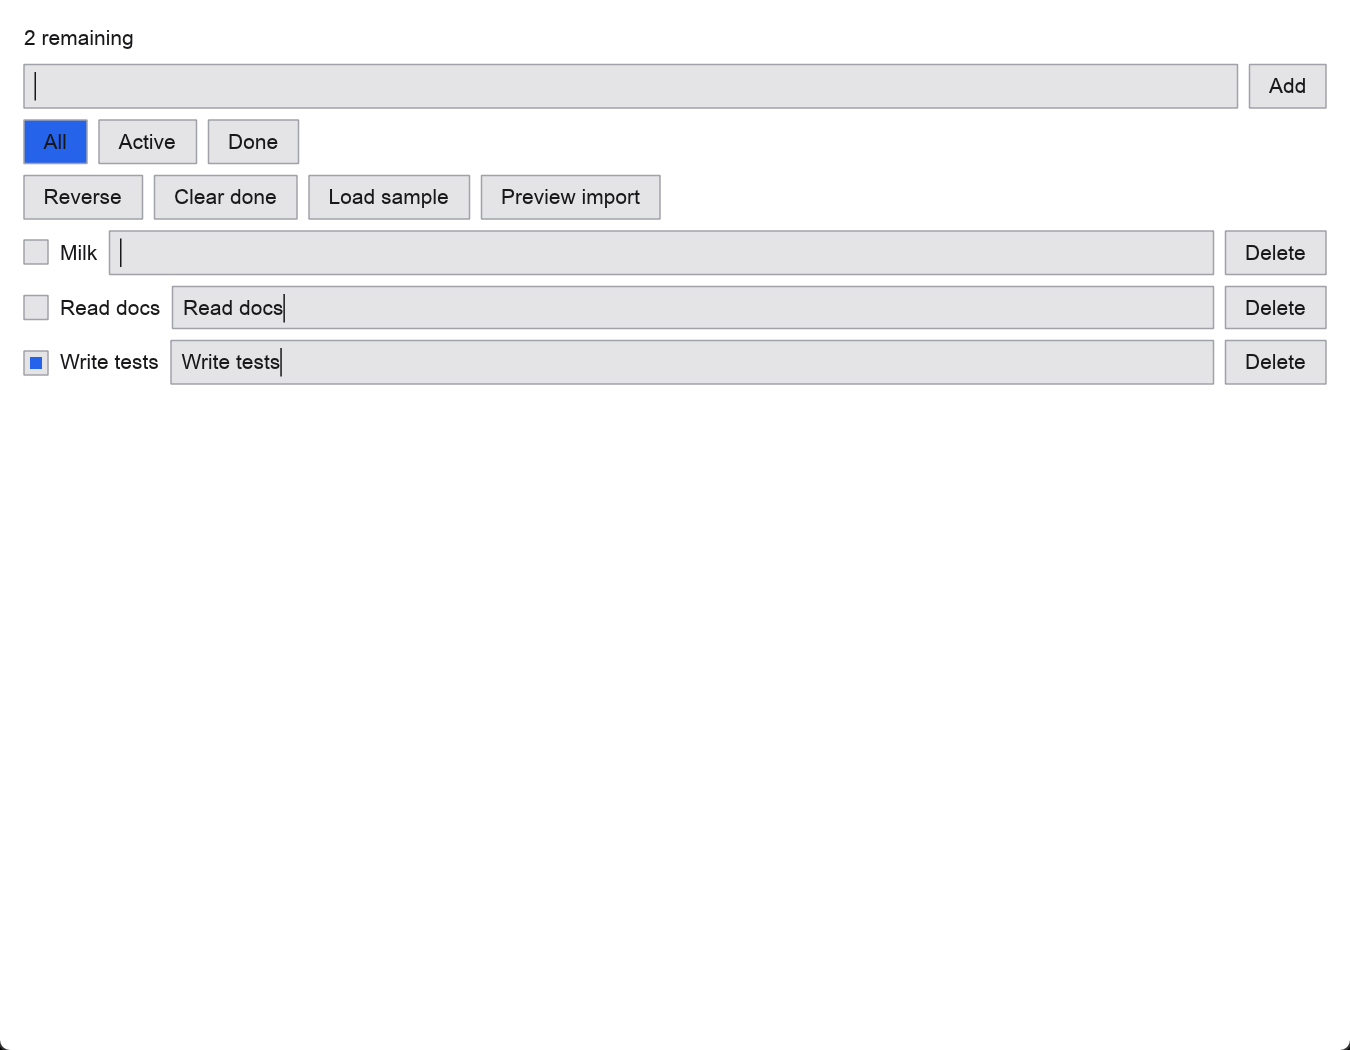 2 remaining
Add
All Active Done
Reverse Clear done Load sample Preview import
Milk Delete
Read docs Read docs Delete
Write tests Write tests Delete